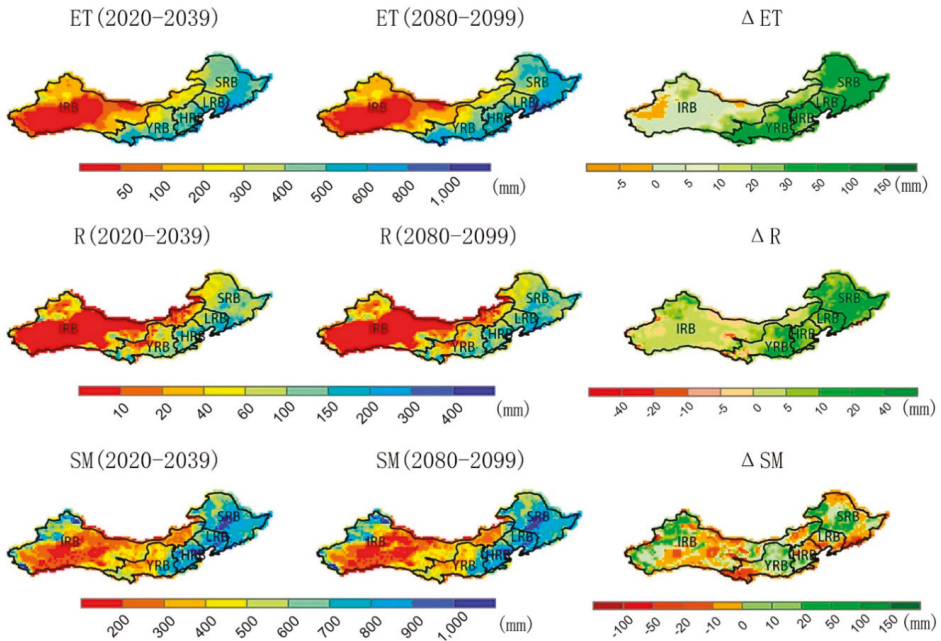 ET(2020-2039) ET(2080-2099) Δ ET
SRB SRB SRB
IRB LRB IRB LRB IRB LRB
YRB HRB YRB HRB YRB HRB
50 100 200 300 400 600 800 1,000 (mm) -5 0 5 10 20 30 50 100 150 (mm)
R(2020-2039) R(2080-2099) Δ R
SRB SRB SRB
IRB LRB IRB LRB IRB LRB
YRB HRB YRB HRB YRB HRB
10 20 40 60 100 150 200 300 400 (mm) -40 -20 -10 -5 0 5 10 20 40 (mm)
SM(2020-2039) SM(2080-2099) Δ SM
SRB SRB SRB
IRB LRB IRB LRB IRB LRB
YRB HRB YRB HRB YRB HRB
200 300 400 500 600 700 800 900 1,000 (mm) -100 -50 -20 -10 0 10 20 50 100 150 (mm)